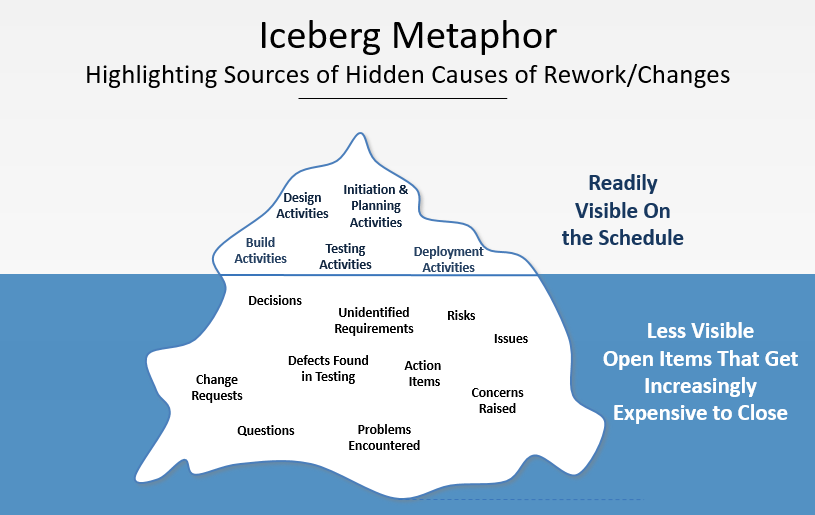 Iceberg Metaphor
Highlighting Sources of Hidden Causes of Rework/Changes
Design
Activities
Initiation &
Planning
Activities
Build
Activities
Testing
Activities
Deployment
Activities
Readily
Visible On
the Schedule
Decisions
Unidentified
Requirements
Risks
Issues
Defects Found
in Testing
Action
Items
Change
Requests
Concerns
Raised
Questions
Problems
Encountered
Less Visible
Open Items That Get
Increasingly
Expensive to Close